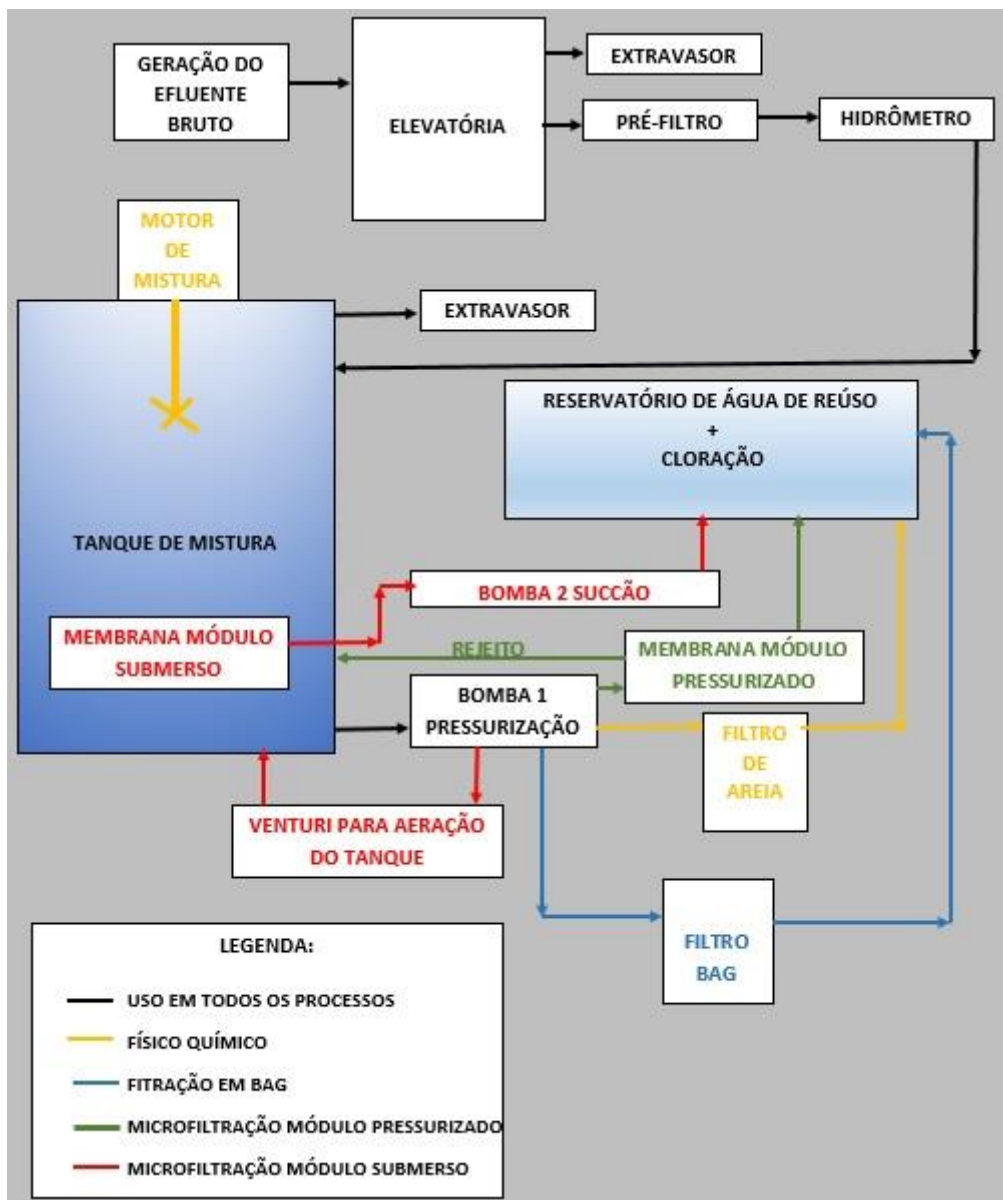 GERAÇÃO DO
EFLUENTE
BRUTO
ELEVATÓRIA
EXTRAVASOR
PRÉ-FILTRO
HIDRÔMETRO
MOTOR
DE
MISTURA
EXTRAVASOR
RESERVATÓRIO DE ÁGUA DE REÚSO
+
CLORAÇÃO
TANQUE DE MISTURA
BOMBA 2 SUCCÃO
MEMBRANA MÓDULO
SUBMERSO
REJEITO
MEMBRANA MÓDULO
PRESSURIZADO
BOMBA 1
PRESSURIZAÇÃO
FILTRO
DE
AREIA
VENTURI PARA AERAÇÃO
DO TANQUE
FILTRO
BAG
LEGENDA:
USO EM TODOS OS PROCESSOS
FÍSICO QUÍMICO
FITRAÇÃO EM BAG
MICROFILTRAÇÃO MÓDULO PRESSURIZADO
MICROFILTRAÇÃO MÓDULO SUBMERSO